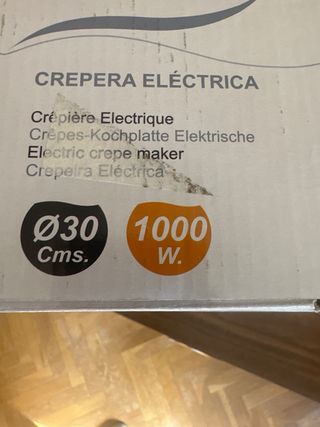 CREPERA ELÉCTRICA
Crêpière Electrique
Crêpes-Kochplatte Elektrische
Electric crepe maker
Crepeira Eléctrica
Ø30
Cms.
1000
W.